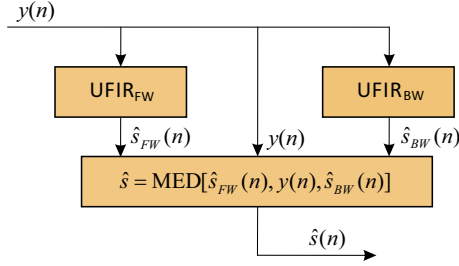 y(n)
UFIR_FW UFIR_BW
ŝ_FW(n) y(n) ŝ_BW(n)
ŝ = MED[ŝ_FW(n), y(n), ŝ_BW(n)]
ŝ(n)